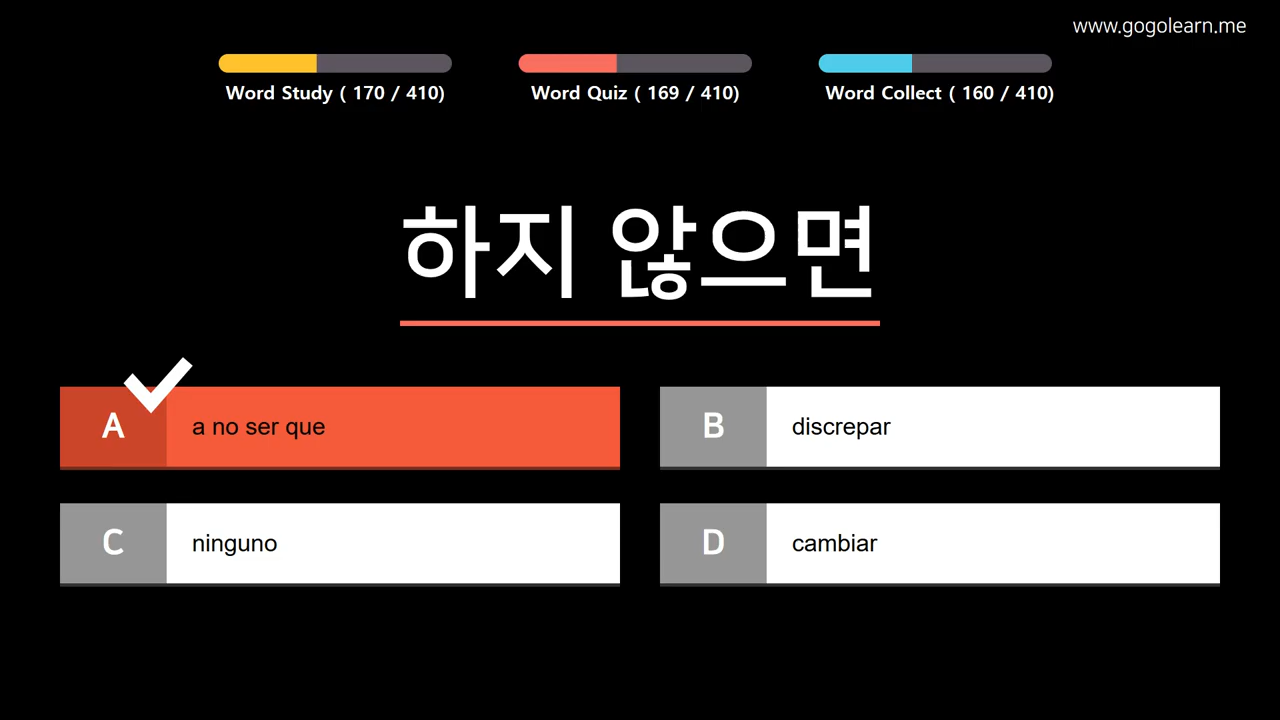 www.gogolearn.me
Word Study ( 170 / 410)
Word Quiz ( 169 / 410)
Word Collect ( 160 / 410)
하지 않으면
A
a no ser que
B
discrepar
C
ninguno
D
cambiar